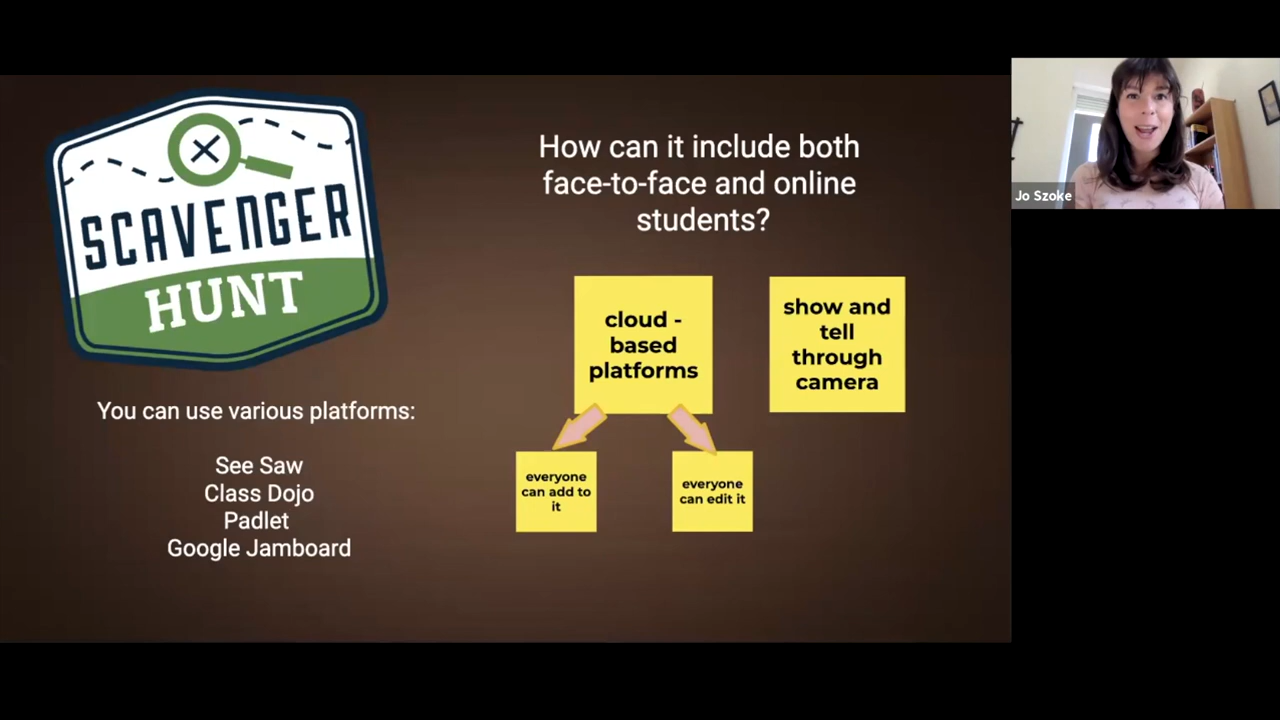 SCAVENGER
HUNT
You can use various platforms:
See Saw
Class Dojo
Padlet
Google Jamboard
How can it include both
face-to-face and online
students?
cloud -
based
platforms
show and
tell
through
camera
everyone
can add to
it
everyone
can edit it
Jo Szoke